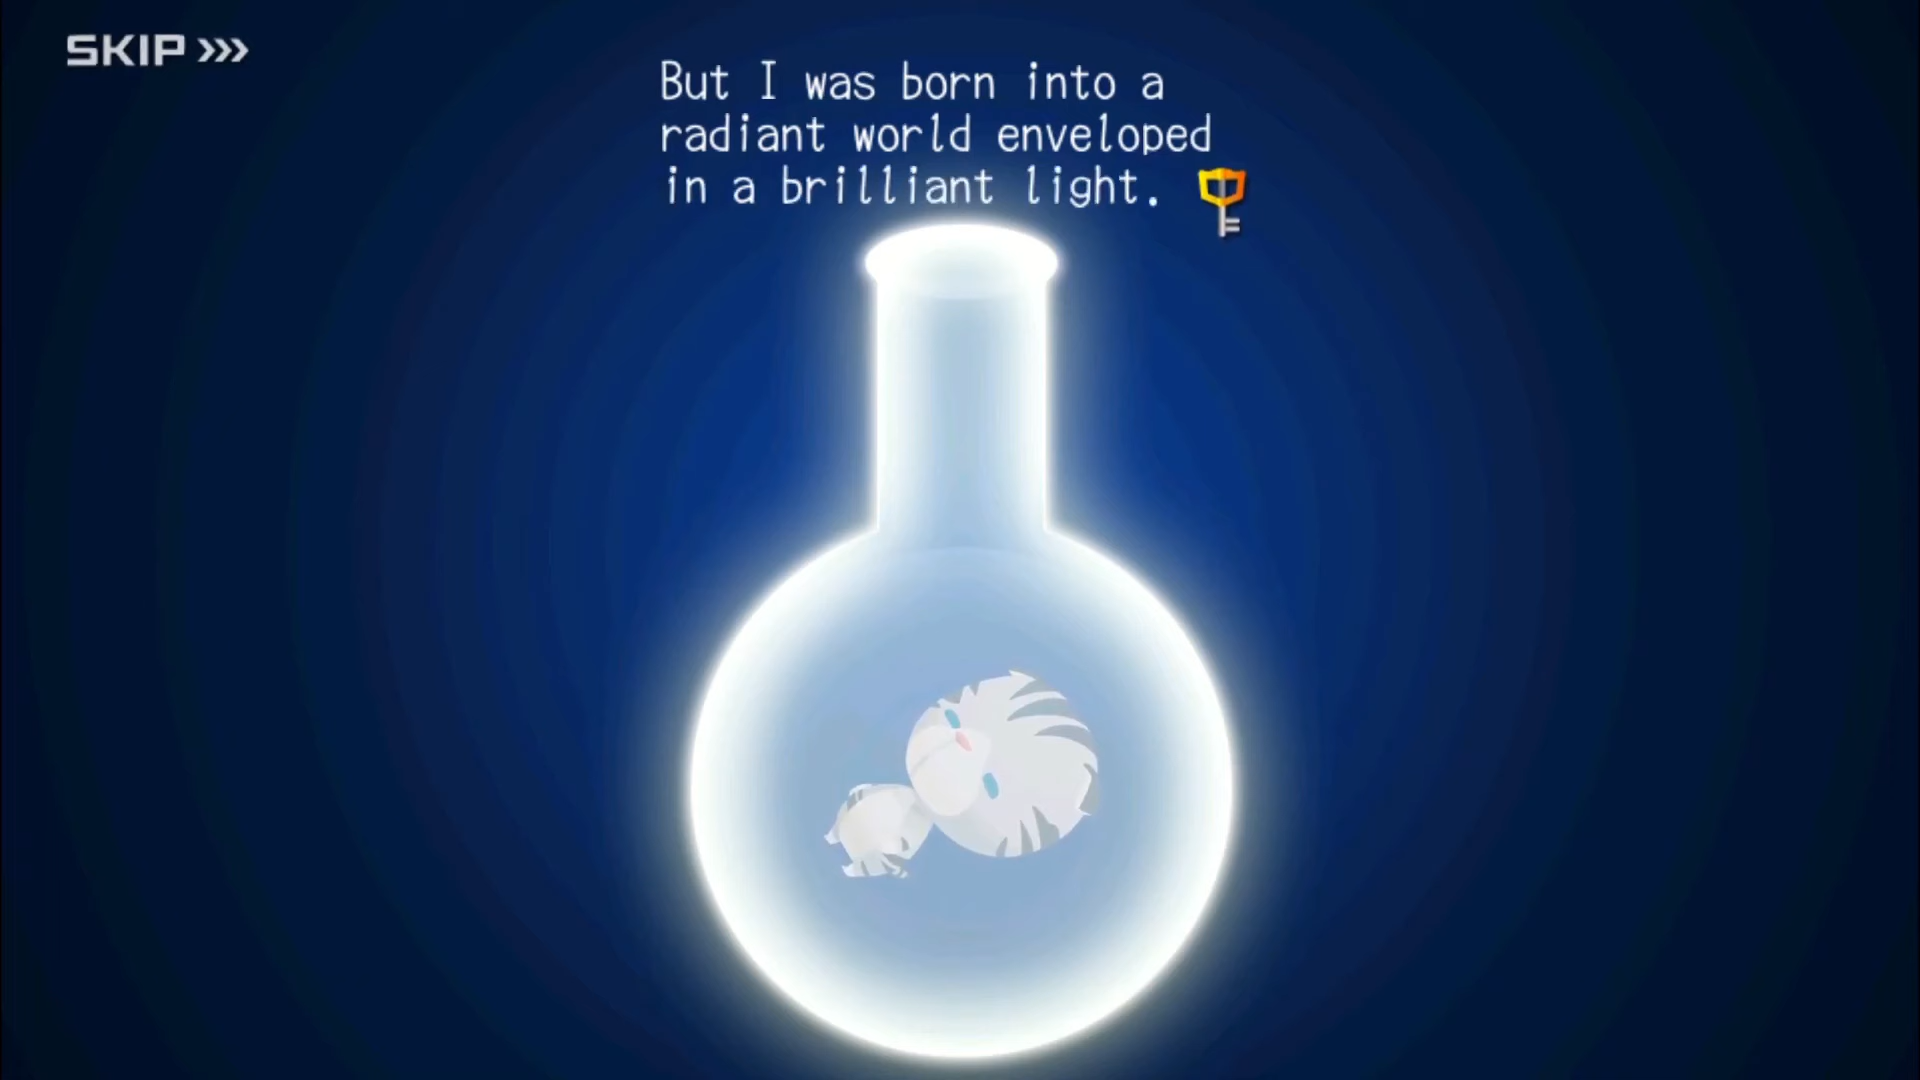 SKIP >>>
But I was born into a
radiant world enveloped
in a brilliant light.